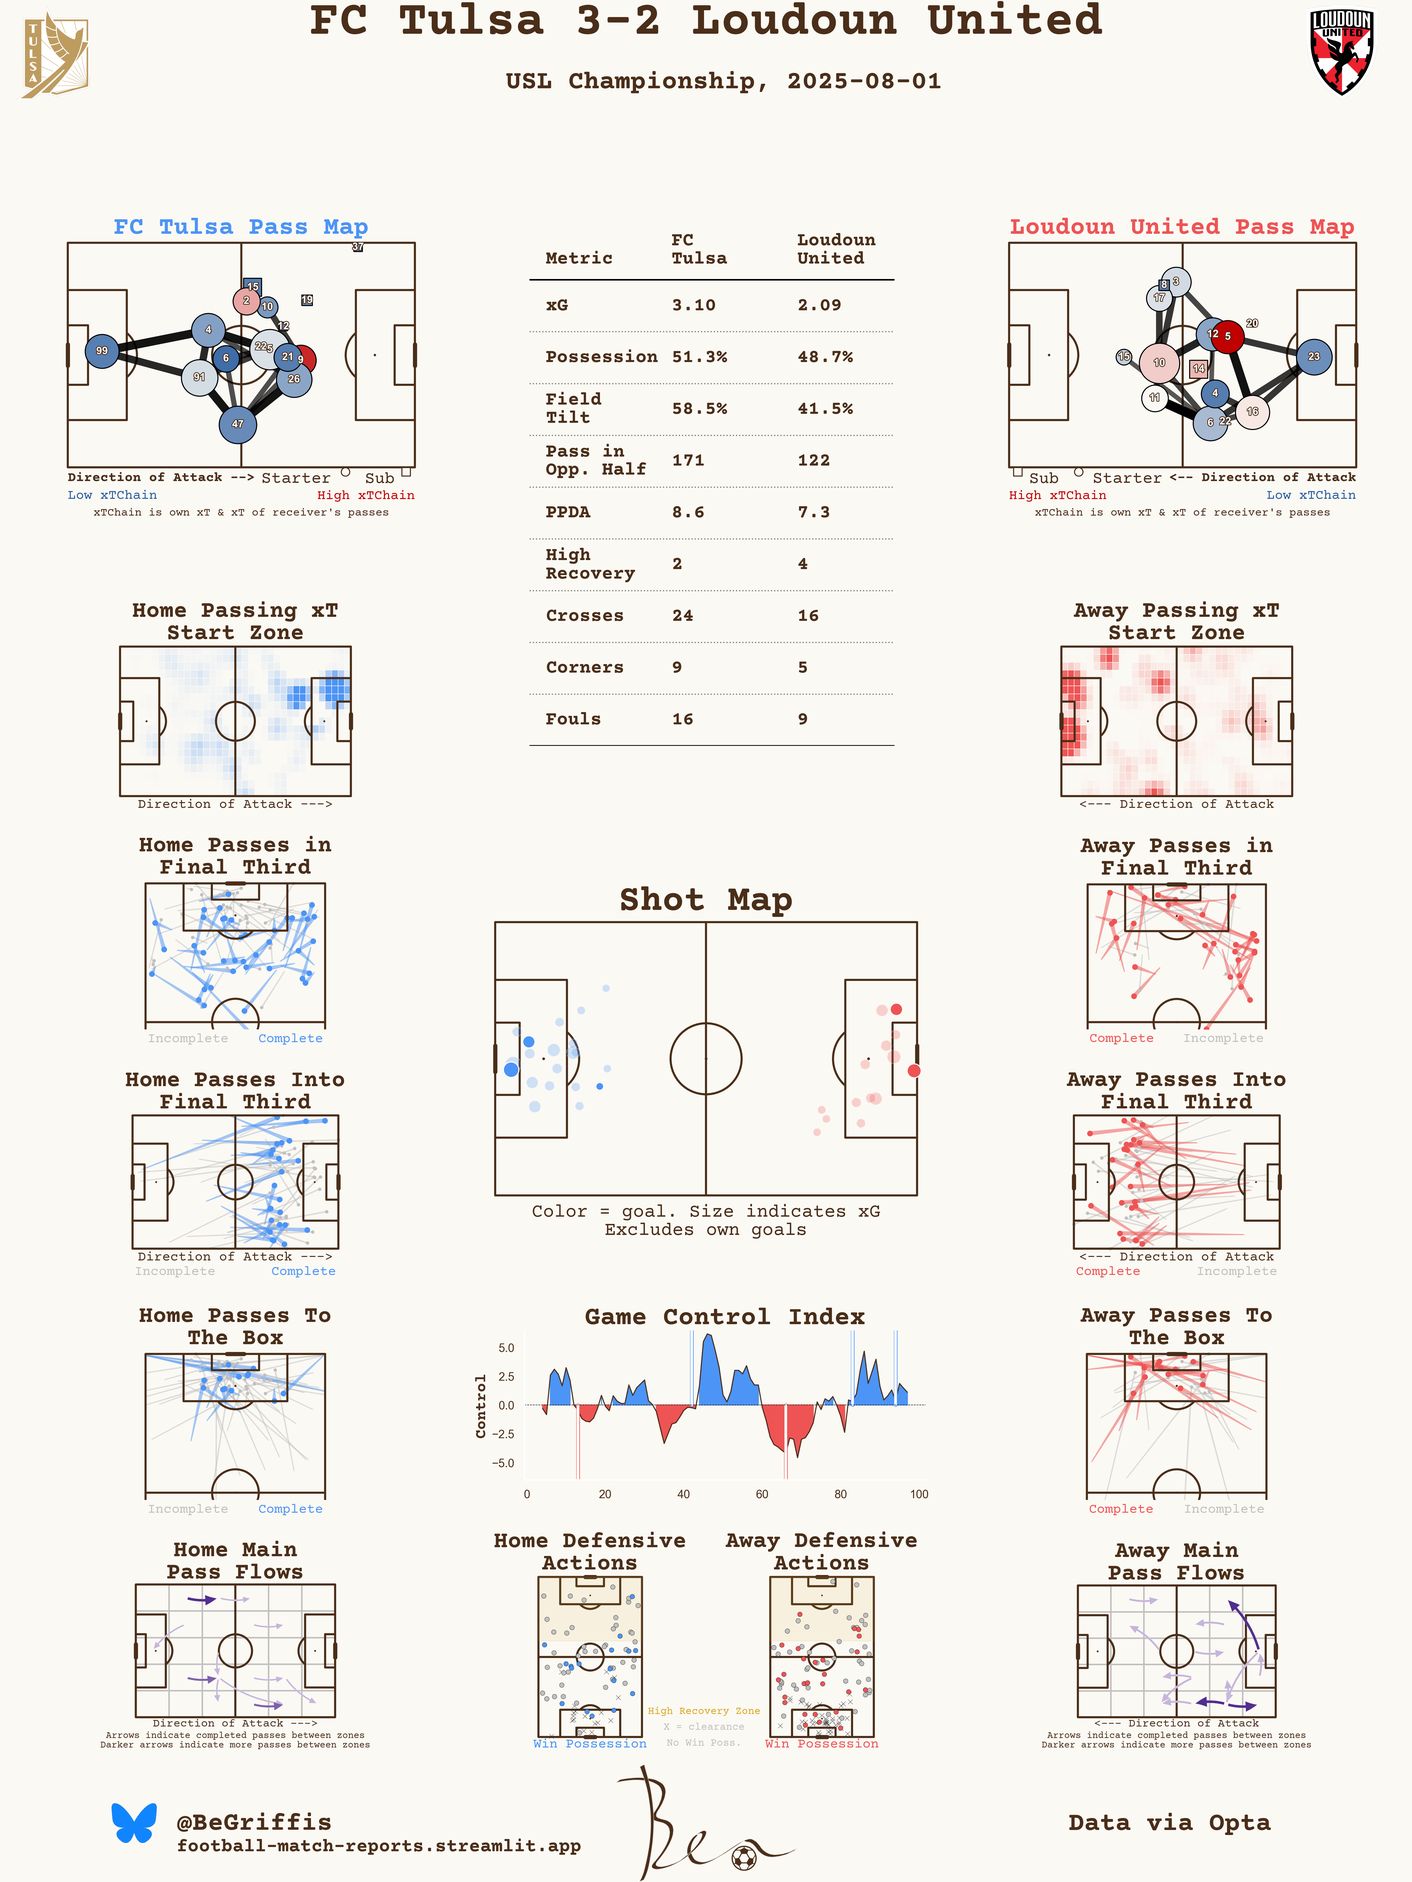 FC Tulsa 3-2 Loudoun United
USL Championship, 2025-08-01
TULSA
LOUDOUN
UNITED
FC Tulsa Pass Map
37
15
2
10
19
12
4
99
22
5
6
21
9
91
26
47
Direction of Attack --> Starter Sub
Low xTChain High xTChain
xTChain is own xT & xT of receiver's passes
Metric FC Tulsa Loudoun United
xG 3.10 2.09
Possession 51.3% 48.7%
Field Tilt 58.5% 41.5%
Pass in Opp. Half 171 122
PPDA 8.6 7.3
High Recovery 2 4
Crosses 24 16
Corners 9 5
Fouls 16 9
Loudoun United Pass Map
3
8
17
12
5
20
15
10
14
23
11
4
16
6
22
Sub Starter <-- Direction of Attack
High xTChain Low xTChain
xTChain is own xT & xT of receiver's passes
Home Passing xT
Start Zone
Direction of Attack --->
Away Passing xT
Start Zone
<--- Direction of Attack
Home Passes in
Final Third
Incomplete Complete
Away Passes in
Final Third
Complete Incomplete
Shot Map
Color = goal. Size indicates xG
Excludes own goals
Home Passes Into
Final Third
Direction of Attack --->
Incomplete Complete
Away Passes Into
Final Third
<--- Direction of Attack
Complete Incomplete
Home Passes To
The Box
Incomplete Complete
Game Control Index
Control
5.0
2.5
0.0
−2.5
−5.0
0 20 40 60 80 100
Away Passes To
The Box
Complete Incomplete
Home Main
Pass Flows
Direction of Attack --->
Arrows indicate completed passes between zones
Darker arrows indicate more passes between zones
Home Defensive
Actions
Win Possession
Away Defensive
Actions
Win Possession
High Recovery Zone
X = clearance
No Win Poss.
Away Main
Pass Flows
<--- Direction of Attack
Arrows indicate completed passes between zones
Darker arrows indicate more passes between zones
@BeGriffis
football-match-reports.streamlit.app
Ben
Data via Opta